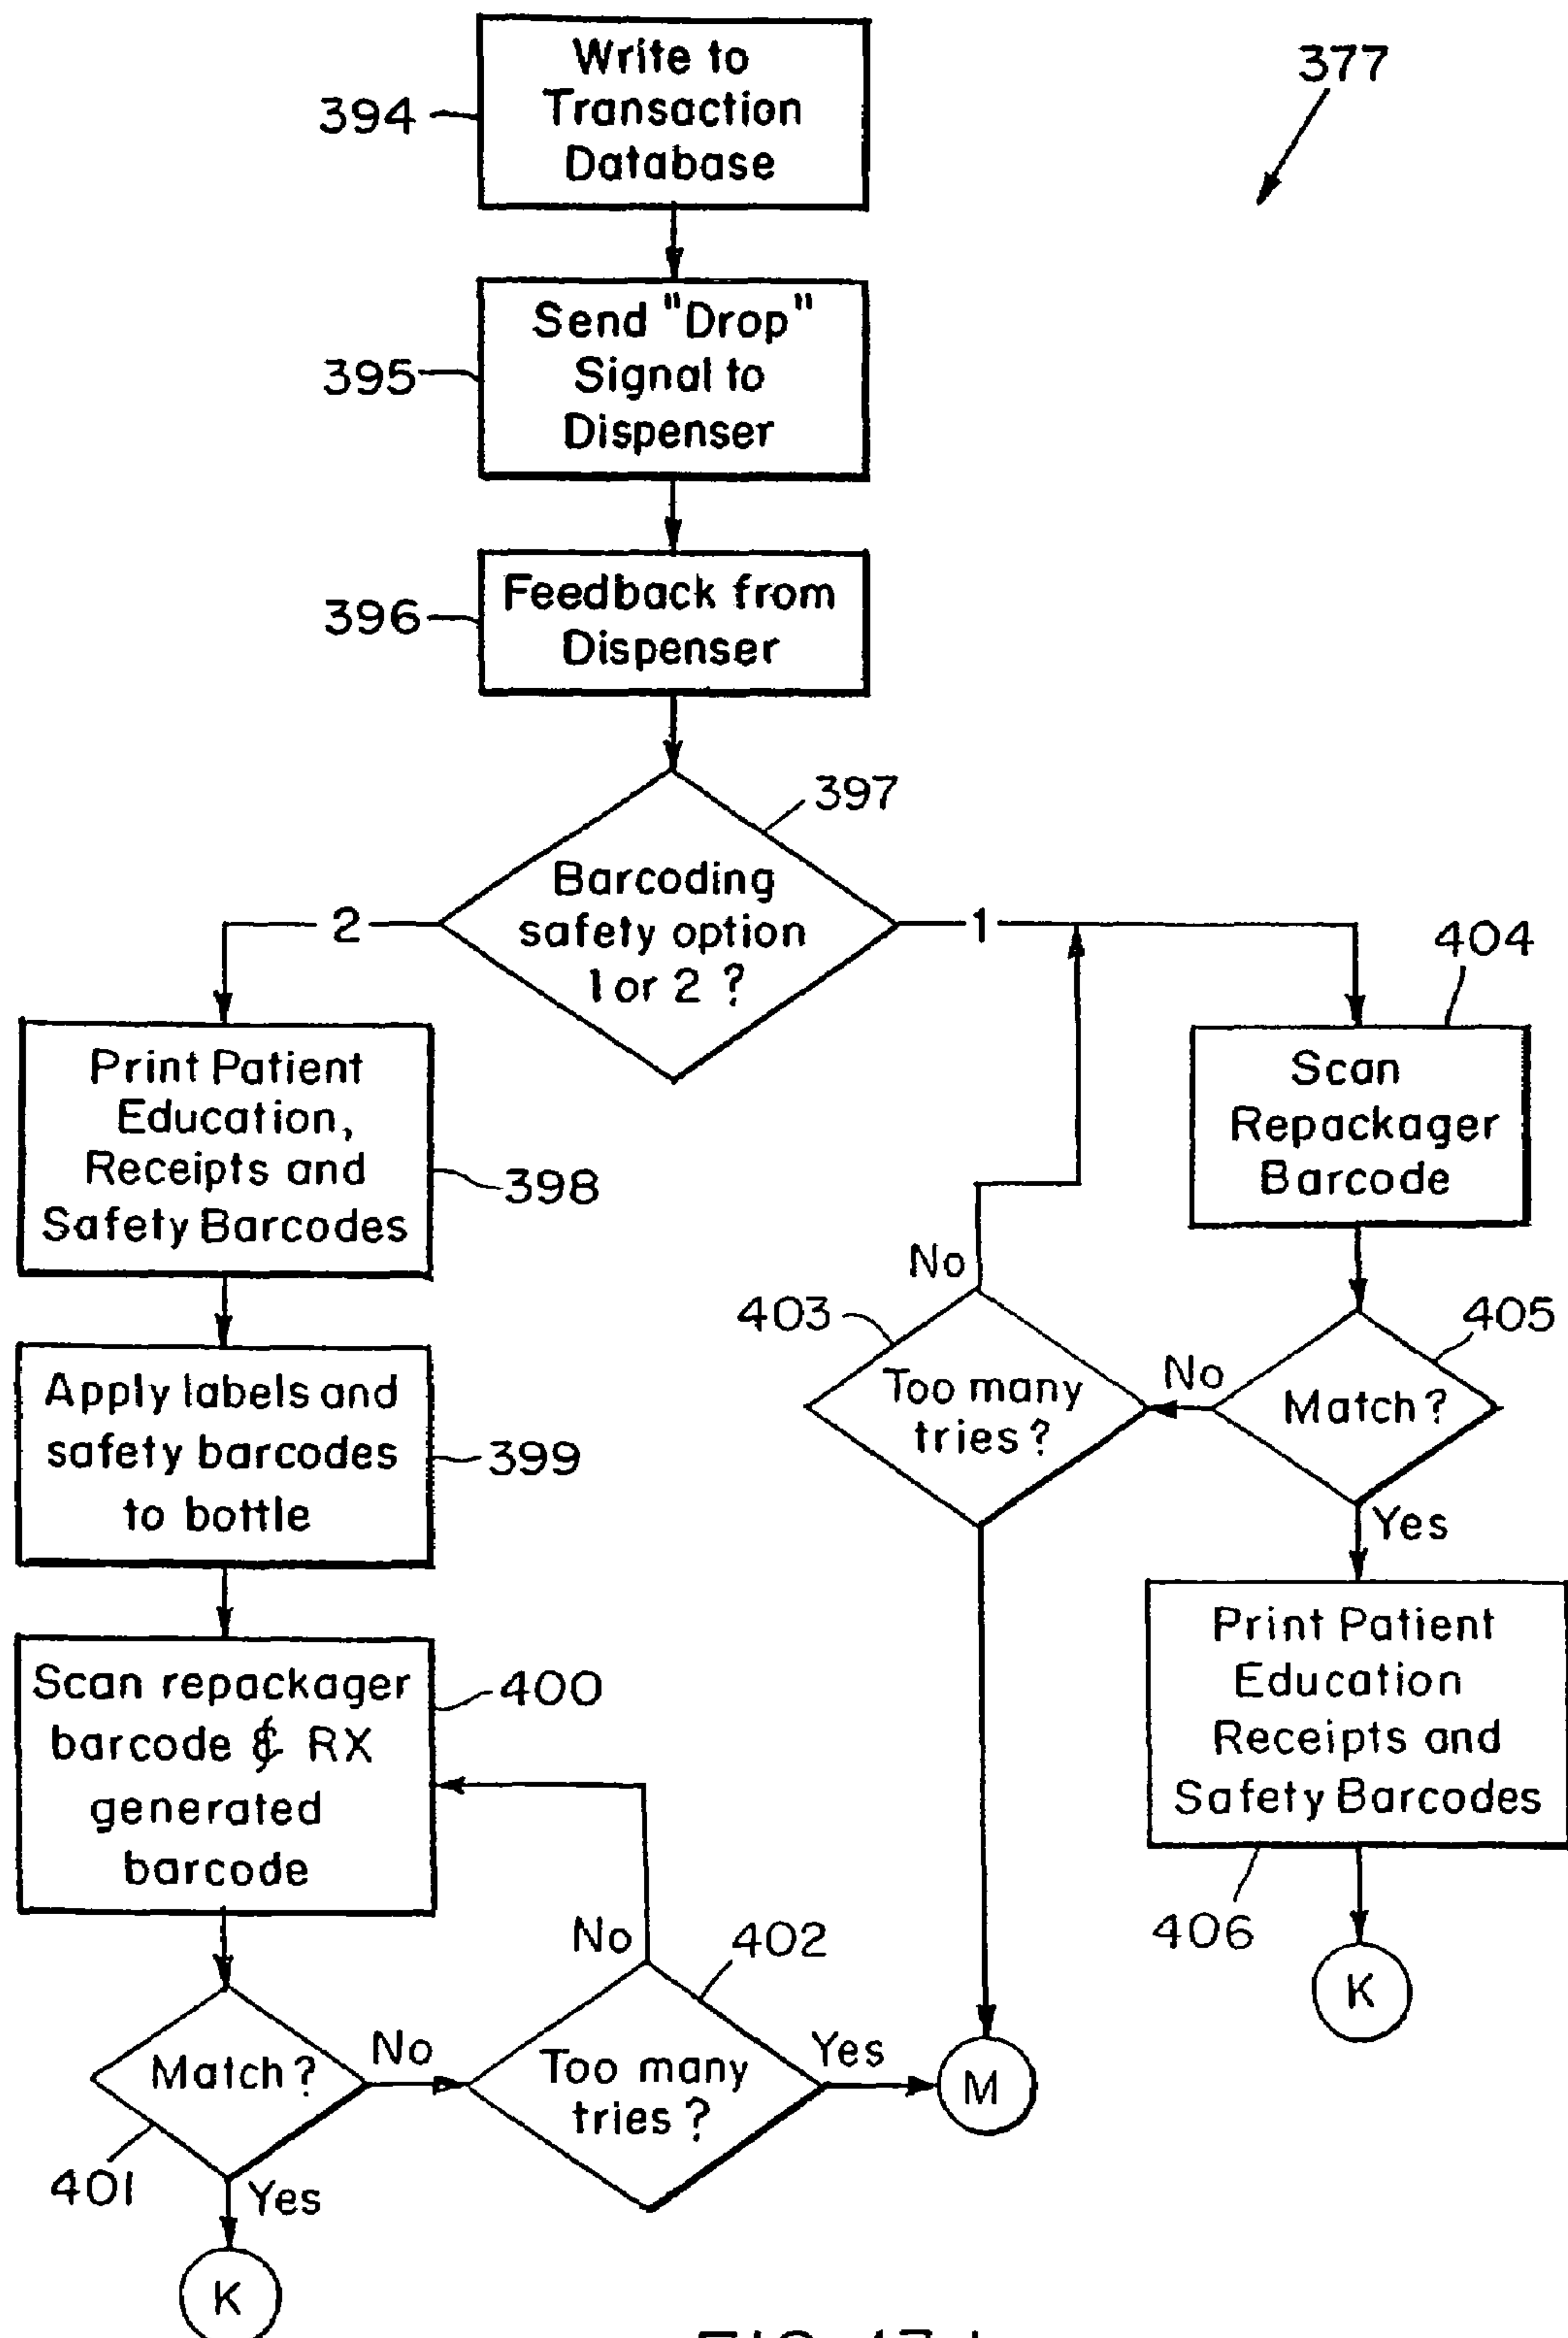 Write to
Transaction
Database
394
377
Send "Drop"
Signal to
Dispenser
395
Feedback from
Dispenser
396
397
Barcoding
safety option
1 or 2 ?
2
1
404
Print Patient
Education,
Receipts and
Safety Barcodes
398
Scan
Repackager
Barcode
No
403
405
Too many
tries ?
No
Match?
Yes
Apply labels and
safety barcodes
to bottle
399
Print Patient
Education
Receipts and
Safety Barcodes
406
K
Scan repackager
barcode & RX
generated
barcode
400
No
402
Match?
No
Too many
tries ?
Yes
M
401
Yes
K